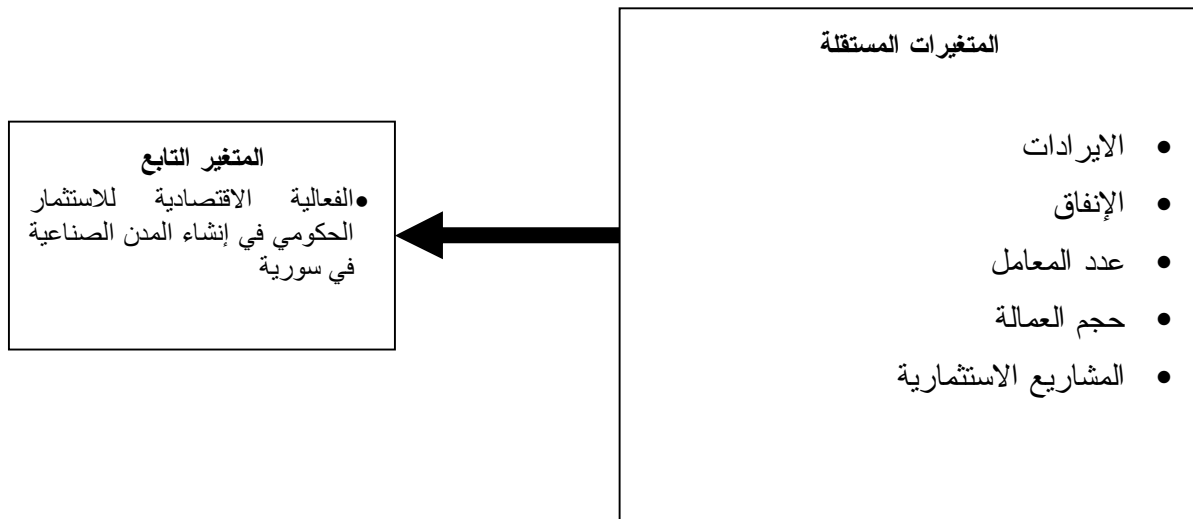 المتغيرات المستقلة
• الايرادات
• الإنفاق
• عدد المعامل
• حجم العمالة
• المشاريع الاستثمارية
المتغير التابع
•الفعالية الاقتصادية للاستثمار
الحكومي في إنشاء المدن الصناعية
في سورية